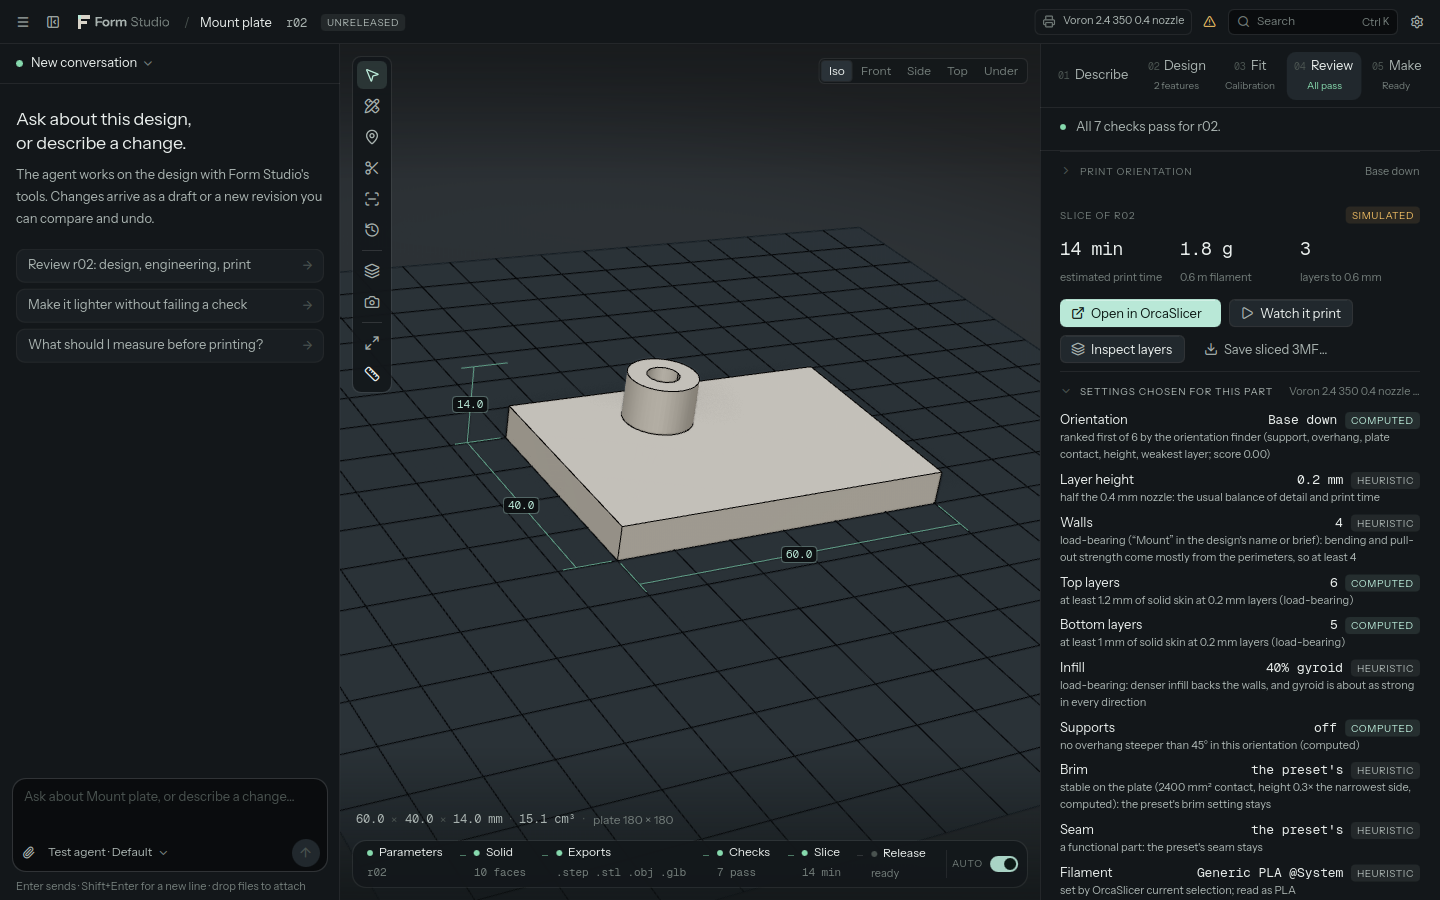 Form Studio / Mount plate r02 UNRELEASED
Voron 2.4 350 0.4 nozzle
Search Ctrl K
New conversation
Ask about this design,
or describe a change.
The agent works on the design with Form Studio's
tools. Changes arrive as a draft or a new revision you
can compare and undo.
Review r02: design, engineering, print
Make it lighter without failing a check
What should I measure before printing?
Ask about Mount plate, or describe a change...
Test agent · Default
Enter sends · Shift+Enter for a new line · drop files to attach
Iso Front Side Top Under
14.0
40.0
60.0
60.0 × 40.0 × 14.0 mm · 15.1 cm³ · plate 180 × 180
Parameters Solid Exports Checks Slice Release
r02 10 faces .step .stl .obj .glb 7 pass 14 min ready
AUTO
01 Describe 02 Design 03 Fit 04 Review 05 Make
2 features Calibration All pass Ready
All 7 checks pass for r02.
PRINT ORIENTATION Base down
SLICE OF R02 SIMULATED
14 min 1.8 g 3
estimated print time 0.6 m filament layers to 0.6 mm
Open in OrcaSlicer Watch it print
Inspect layers Save sliced 3MF...
SETTINGS CHOSEN FOR THIS PART Voron 2.4 350 0.4 nozzle ...
Orientation Base down COMPUTED
ranked first of 6 by the orientation finder (support, overhang, plate
contact, height, weakest layer; score 0.00)
Layer height 0.2 mm HEURISTIC
half the 0.4 mm nozzle: the usual balance of detail and print time
Walls 4 HEURISTIC
load-bearing (“Mount” in the design's name or brief): bending and pull-
out strength come mostly from the perimeters, so at least 4
Top layers 6 COMPUTED
at least 1.2 mm of solid skin at 0.2 mm layers (load-bearing)
Bottom layers 5 COMPUTED
at least 1 mm of solid skin at 0.2 mm layers (load-bearing)
Infill 40% gyroid HEURISTIC
load-bearing: denser infill backs the walls, and gyroid is about as strong
in every direction
Supports off COMPUTED
no overhang steeper than 45° in this orientation (computed)
Brim the preset's HEURISTIC
stable on the plate (2400 mm² contact, height 0.3× the narrowest side,
computed): the preset's brim setting stays
Seam the preset's HEURISTIC
a functional part: the preset's seam stays
Filament Generic PLA @System HEURISTIC
set by OrcaSlicer current selection; read as PLA